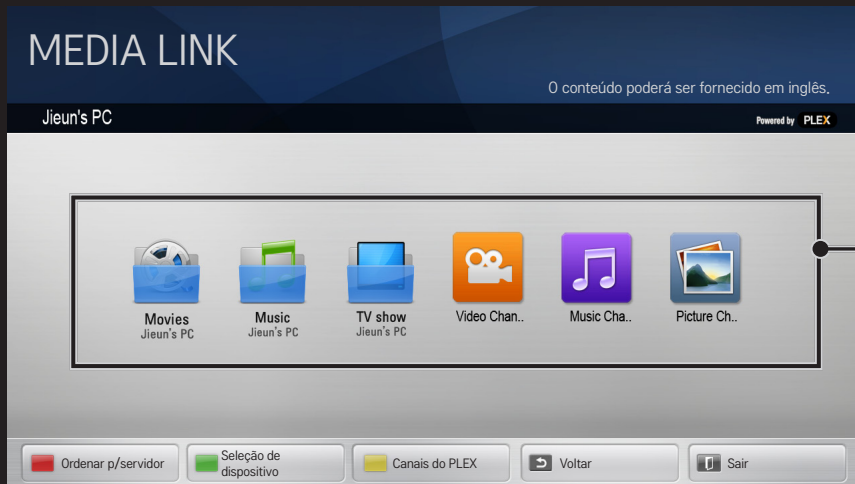 MEDIA LINK
O conteúdo poderá ser fornecido em inglês.
Jieun's PC
Powered by PLEX
Movies
Jieun's PC
Music
Jieun's PC
TV show
Jieun's PC
Video Chan..
Music Cha..
Picture Ch..
Ordenar p/servidor
Seleção de
dispositivo
Canais do PLEX
Voltar
Sair